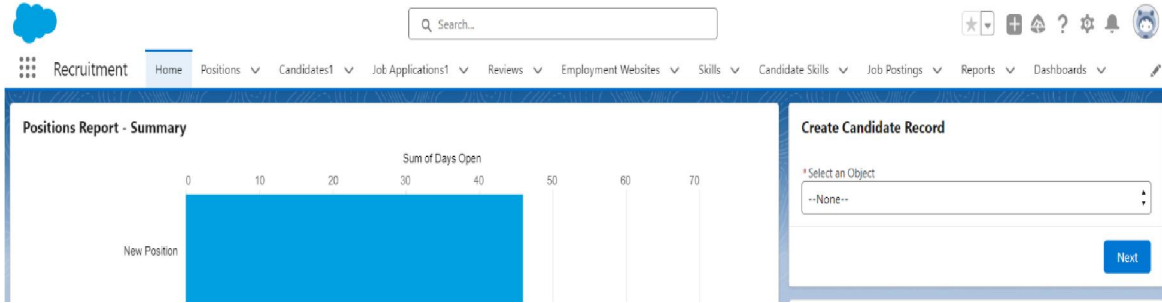 Search...
Recruitment Home Positions Candidates1 Job Applications1 Reviews Employment Websites Skills Candidate Skills Job Postings Reports Dashboards
Positions Report - Summary
Sum of Days Open
0 10 20 30 40 50 60 70
New Position
Create Candidate Record
*Select an Object
--None--
Next